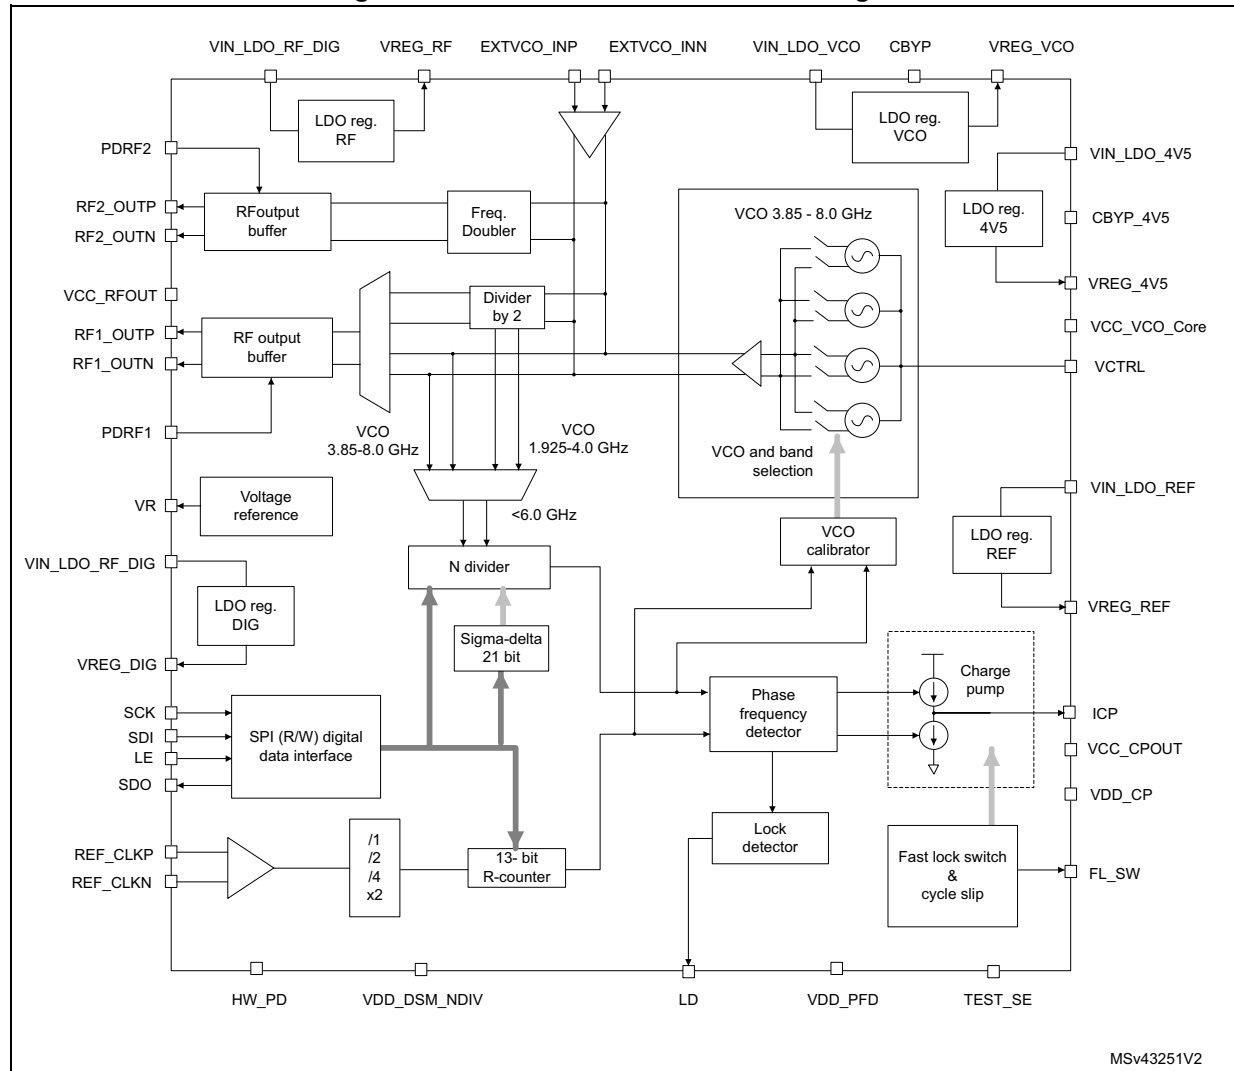 VIN_LDO_RF_DIG
VREG_RF
EXTVCO_INP
EXTVCO_INN
VIN_LDO_VCO
CBYP
VREG_VCO
LDO reg.
RF
LDO reg.
VCO
PDRF2
VIN_LDO_4V5
RF2_OUTP
RF2_OUTN
RFoutput
buffer
Freq.
Doubler
VCO 3.85 - 8.0 GHz
LDO reg.
4V5
CBYP_4V5
VCC_RFOUT
Divider
by 2
VREG_4V5
RF1_OUTP
RF1_OUTN
RF output
buffer
VCC_VCO_Core
VCTRL
PDRF1
VCO
3.85-8.0 GHz
VCO
1.925-4.0 GHz
VCO and band
selection
VR
Voltage
reference
<6.0 GHz
VIN_LDO_REF
VCO
calibrator
LDO reg.
REF
VIN_LDO_RF_DIG
N divider
LDO reg.
DIG
VREG_REF
Sigma-delta
21 bit
VREG_DIG
Charge
pump
Phase
frequency
detector
SCK
SDI
LE
SDO
SPI (R/W) digital
data interface
ICP
VCC_CPOUT
VDD_CP
Lock
detector
REF_CLKP
REF_CLKN
/1
/2
/4
x2
13- bit
R-counter
Fast lock switch
&
cycle slip
FL_SW
HW_PD
VDD_DSM_NDIV
LD
VDD_PFD
TEST_SE
MSv43251V2